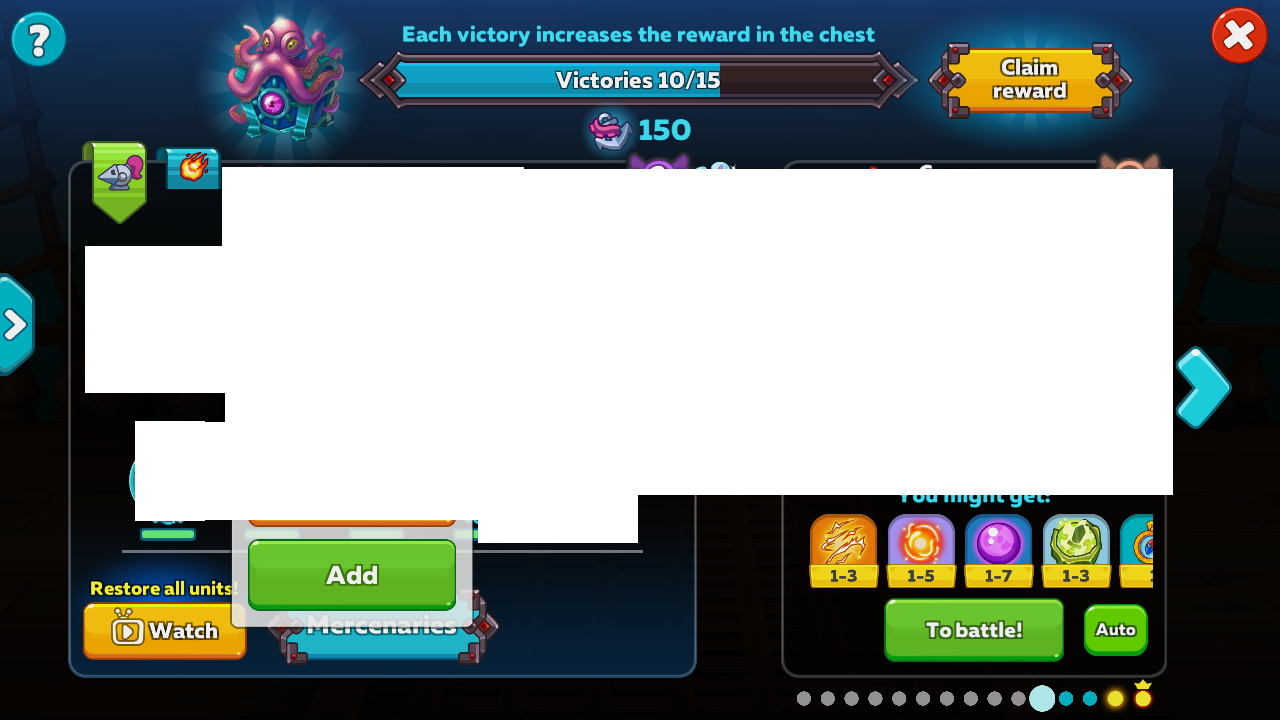 ?
Each victory increases the reward in the chest
Victories 10/15
Claim
reward
150
You might get:
1-3
1-5
1-7
1-3
Add
Restore all units:
Watch
Mercenaries
To battle!
Auto